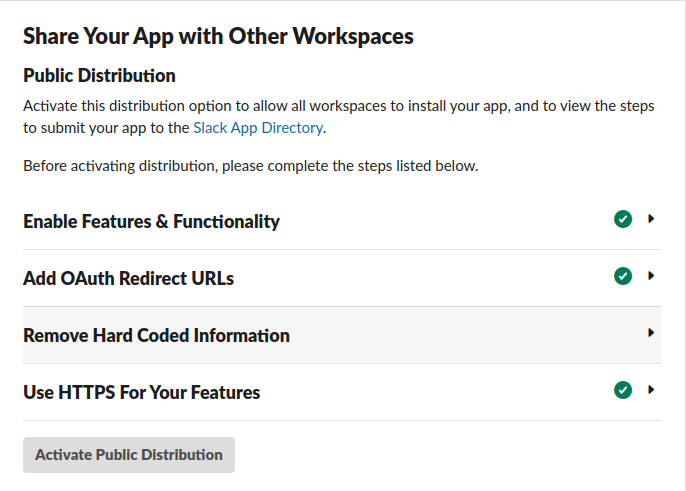 Share Your App with Other Workspaces
Public Distribution
Activate this distribution option to allow all workspaces to install your app, and to view the steps
to submit your app to the Slack App Directory.
Before activating distribution, please complete the steps listed below.
Enable Features & Functionality
Add OAuth Redirect URLs
Remove Hard Coded Information
Use HTTPS For Your Features
Activate Public Distribution